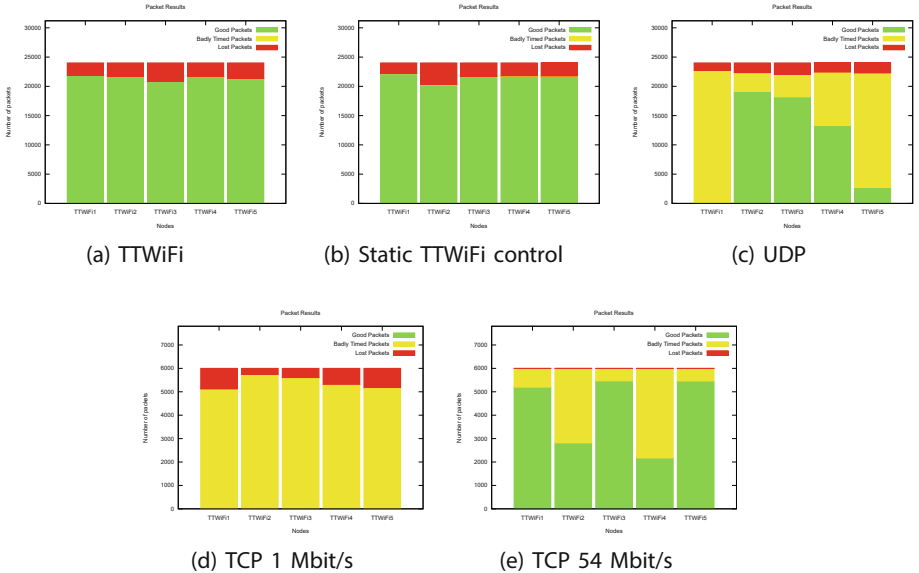 Packet Results
Good Packets
Badly Timed Packets
Lost Packets
30000
25000
20000
15000
10000
5000
0
Number of packets
TTWiFi1 TTWiFi2 TTWiFi3 TTWiFi4 TTWiFi5
Nodes
(a) TTWiFi
Packet Results
Good Packets
Badly Timed Packets
Lost Packets
30000
25000
20000
15000
10000
5000
0
Number of packets
TTWiFi1 TTWiFi2 TTWiFi3 TTWiFi4 TTWiFi5
Nodes
(b) Static TTWiFi control
Packet Results
Good Packets
Badly Timed Packets
Lost Packets
30000
25000
20000
15000
10000
5000
0
Number of packets
TTWiFi1 TTWiFi2 TTWiFi3 TTWiFi4 TTWiFi5
Nodes
(c) UDP
Packet Results
Good Packets
Badly Timed Packets
Lost Packets
7000
6000
5000
4000
3000
2000
1000
0
Number of packets
TTWiFi1 TTWiFi2 TTWiFi3 TTWiFi4 TTWiFi5
Nodes
(d) TCP 1 Mbit/s
Packet Results
Good Packets
Badly Timed Packets
Lost Packets
7000
6000
5000
4000
3000
2000
1000
0
Number of packets
TTWiFi1 TTWiFi2 TTWiFi3 TTWiFi4 TTWiFi5
Nodes
(e) TCP 54 Mbit/s